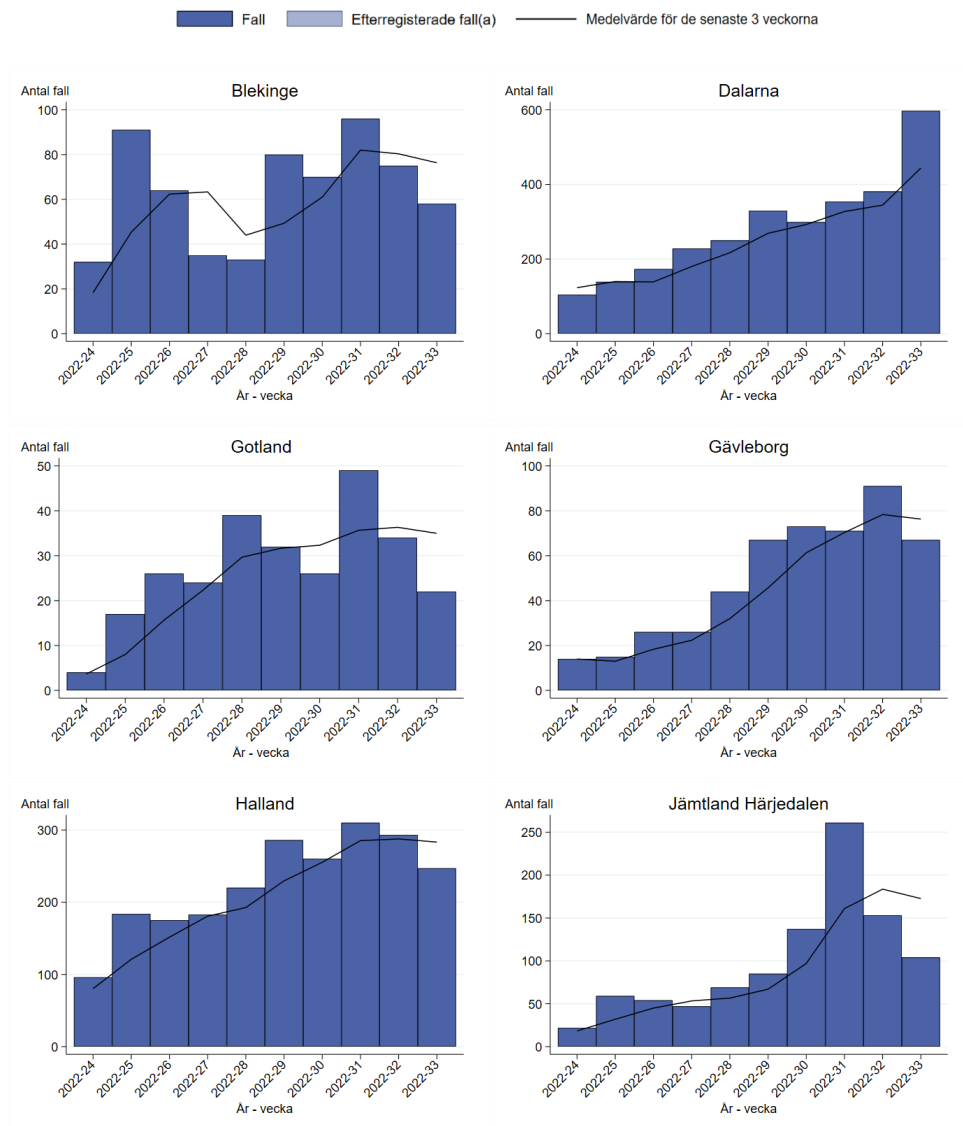 Fall Efterregistrade fall(a) Medelvärde för de senaste 3 veckorna
Antal fall Blekinge
100
80
60
40
20
0
2022-24 2022-25 2022-26 2022-27 2022-28 2022-29 2022-30 2022-31 2022-32 2022-33
År - vecka
Antal fall Dalarna
600
400
200
0
2022-24 2022-25 2022-26 2022-27 2022-28 2022-29 2022-30 2022-31 2022-32 2022-33
År - vecka
Antal fall Gotland
50
40
30
20
10
0
2022-24 2022-25 2022-26 2022-27 2022-28 2022-29 2022-30 2022-31 2022-32 2022-33
År - vecka
Antal fall Gävleborg
100
80
60
40
20
0
2022-24 2022-25 2022-26 2022-27 2022-28 2022-29 2022-30 2022-31 2022-32 2022-33
År - vecka
Antal fall Halland
300
200
100
0
2022-24 2022-25 2022-26 2022-27 2022-28 2022-29 2022-30 2022-31 2022-32 2022-33
År - vecka
Antal fall Jämtland Härjedalen
250
200
150
100
50
0
2022-24 2022-25 2022-26 2022-27 2022-28 2022-29 2022-30 2022-31 2022-32 2022-33
År - vecka